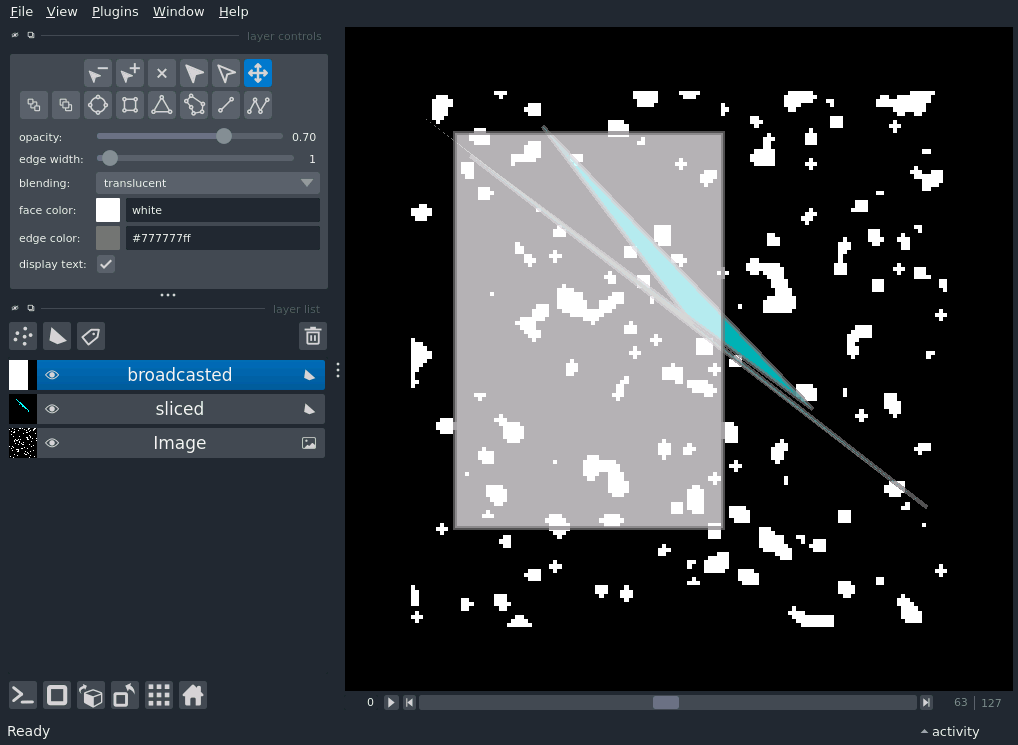 File View Plugins Window Help
layer controls
opacity: 0.70
edge width: 1
blending: translucent
face color: white
edge color: #777777ff
display text:
layer list
broadcasted
sliced
Image
0 63 | 127
Ready activity